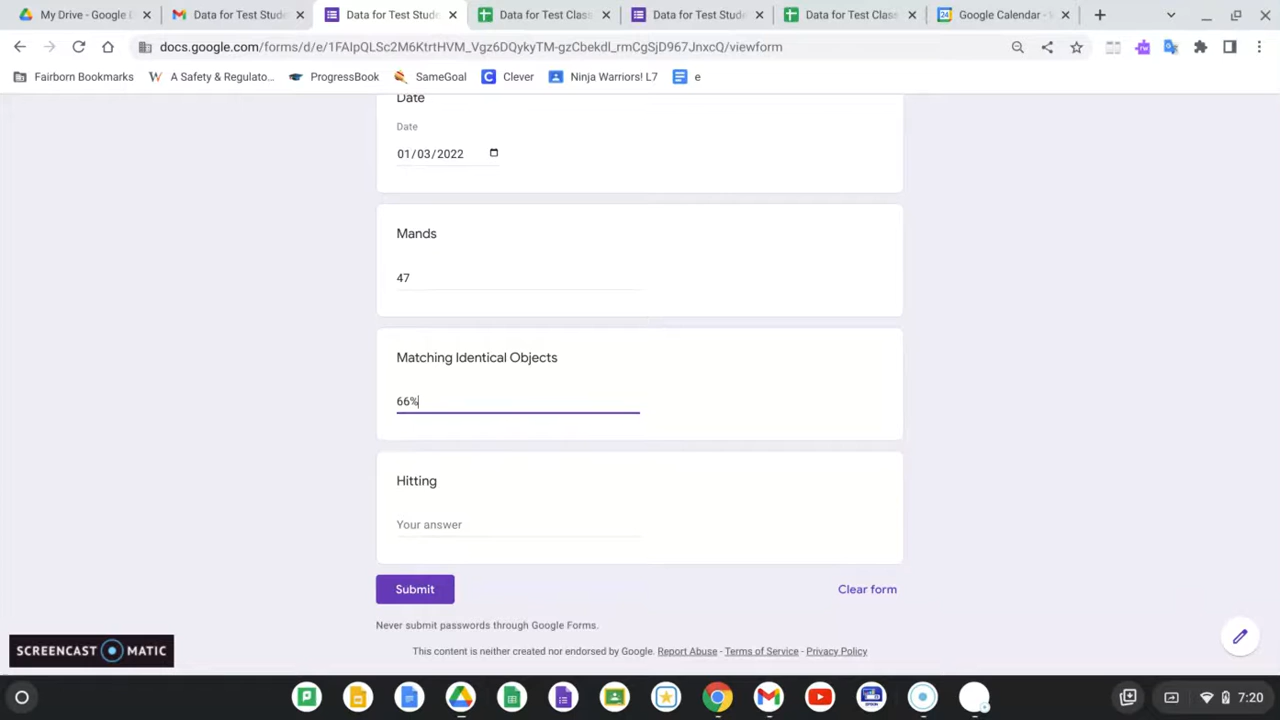 My Drive - Google D
Data for Test Stude
Data for Test Stude
Data for Test Class
Data for Test Stude
Data for Test Class
Google Calendar - W
docs.google.com/forms/d/e/1FAIpQLSc2M6KtrtHVM_Vgz6DQykyTM-gzCbekdl_rmCgSjD967JnxcQ/viewform
Fairborn Bookmarks
A Safety & Regulato...
ProgressBook
SameGoal
Clever
Ninja Warriors! L7
e
Date
Date
01/03/2022
Mands
47
Matching Identical Objects
66%
Hitting
Your answer
Submit
Clear form
Never submit passwords through Google Forms.
This content is neither created nor endorsed by Google. Report Abuse - Terms of Service - Privacy Policy
SCREENCAST MATIC
7:20